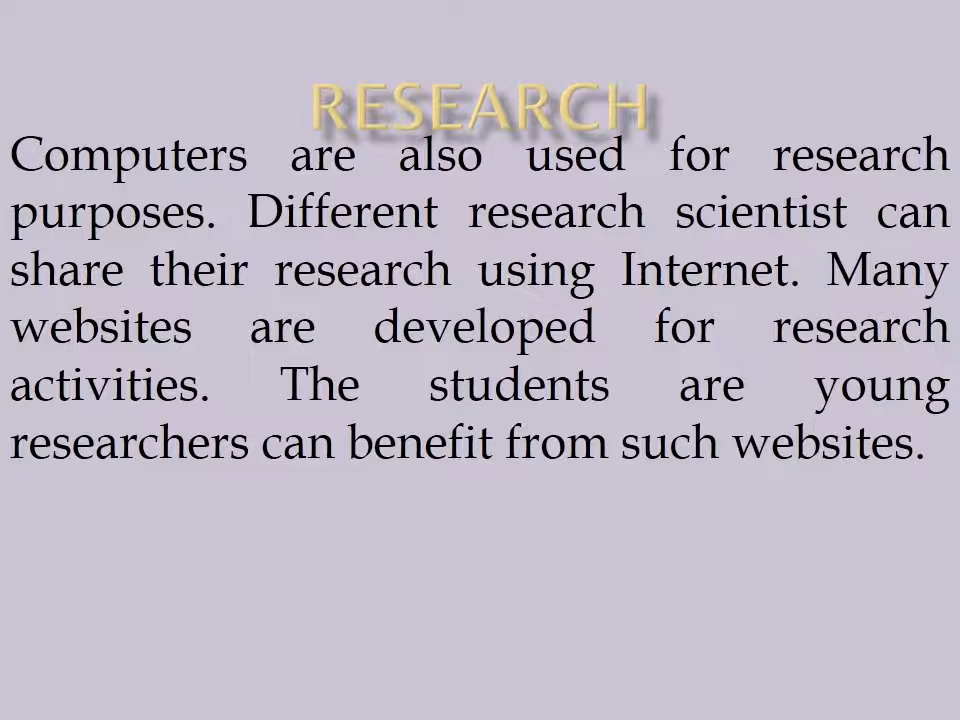 RESEARCH
Computers are also used for research
purposes. Different research scientist can
share their research using Internet. Many
websites are developed for research
activities. The students are young
researchers can benefit from such websites.